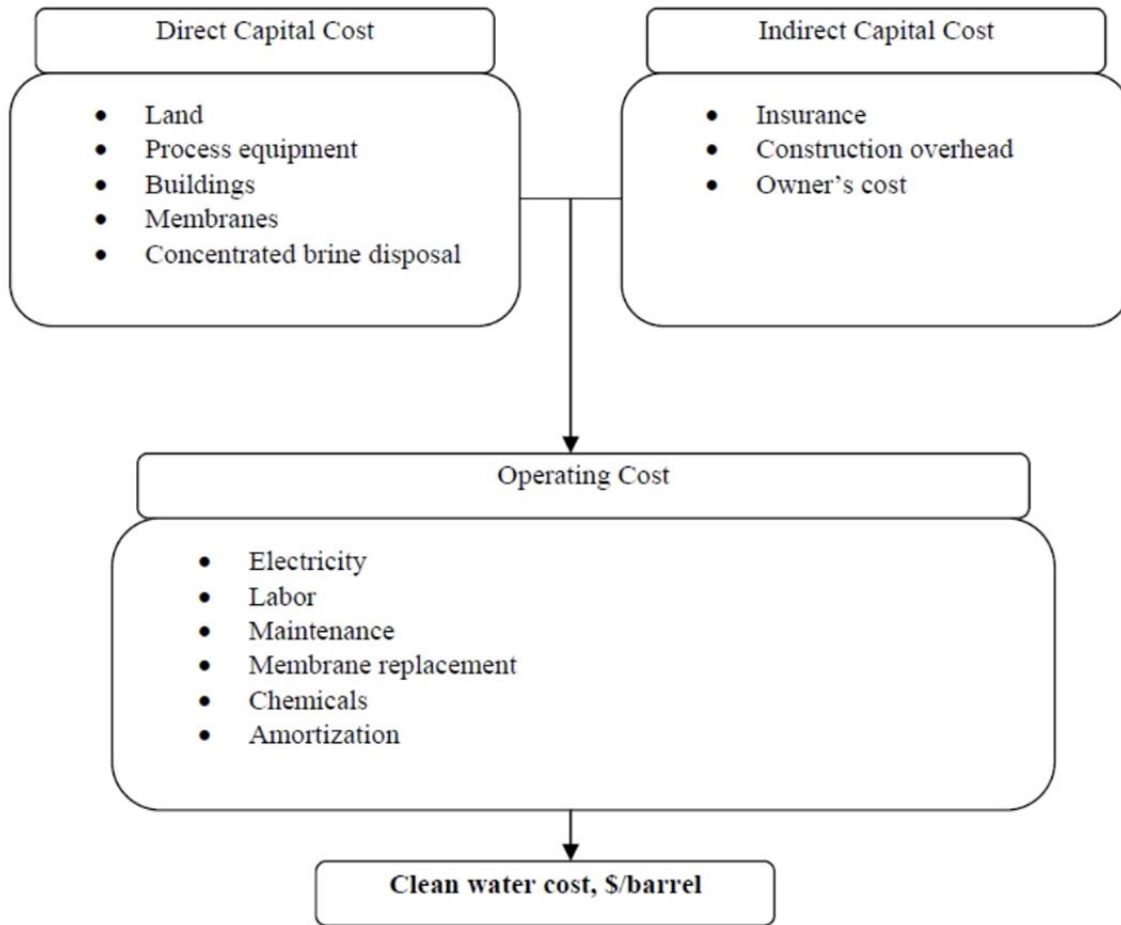 Direct Capital Cost
• Land
• Process equipment
• Buildings
• Membranes
• Concentrated brine disposal
Indirect Capital Cost
• Insurance
• Construction overhead
• Owner’s cost
Operating Cost
• Electricity
• Labor
• Maintenance
• Membrane replacement
• Chemicals
• Amortization
Clean water cost, $/barrel